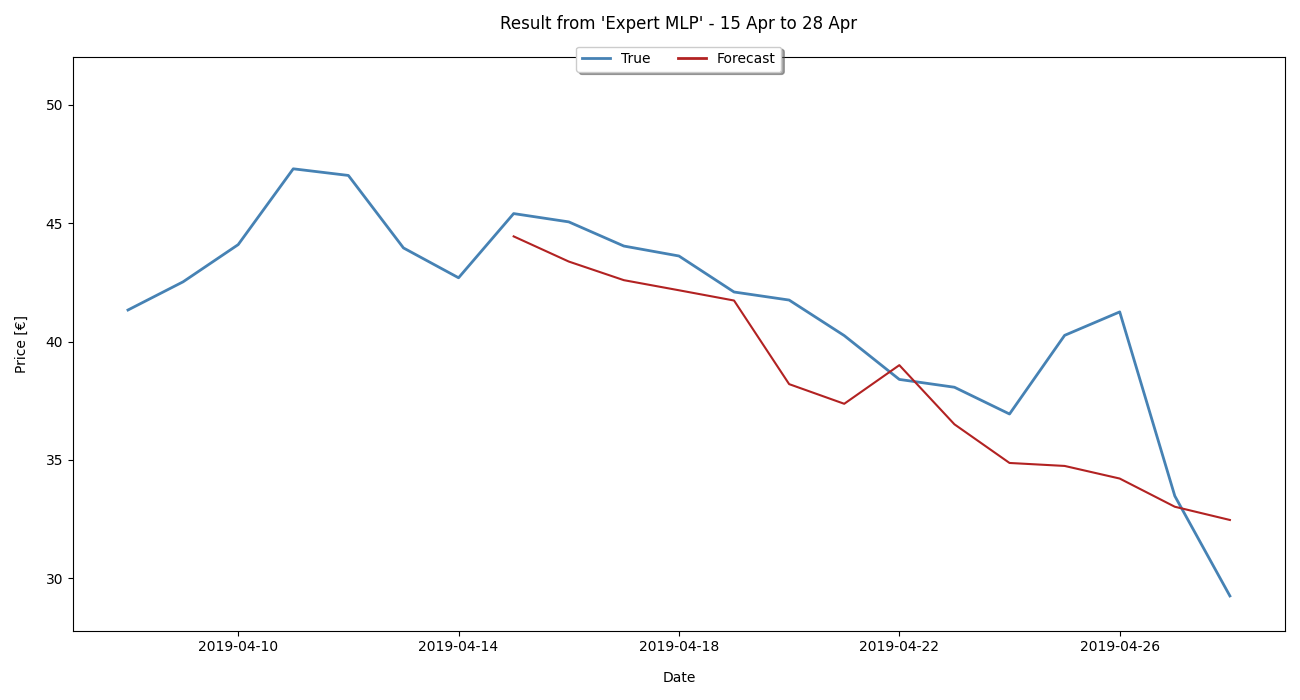 Result from 'Expert MLP' - 15 Apr to 28 Apr
True Forecast
50
45
40
35
30
Price [€]
2019-04-10 2019-04-14 2019-04-18 2019-04-22 2019-04-26
Date